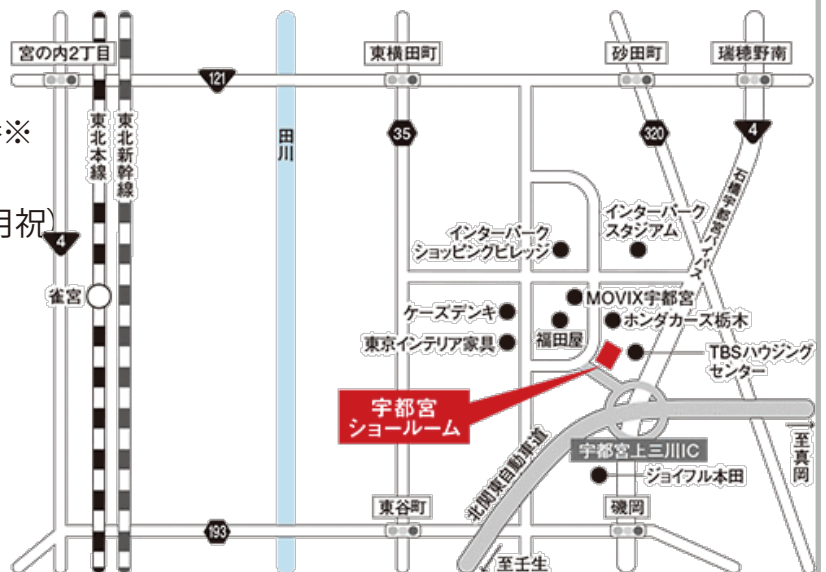 宮の内2丁目
東横田町
砂田町
瑞穂野南
121
※
東北本線
東北新幹線
田川
35
320
4
月祝)
4
石橋宇都宮バイパス
インターパーク
ショッピングビレッジ
インターパーク
スタジアム
雀宮
MOVIX宇都宮
ケーズデンキ
ホンダカーズ栃木
福田屋
東京インテリア家具
TBSハウジング
センター
宇都宮
ショールーム
至真岡
宇都宮上三川IC
北関東自動車道
ジョイフル本田
東谷町
磯岡
193
至壬生